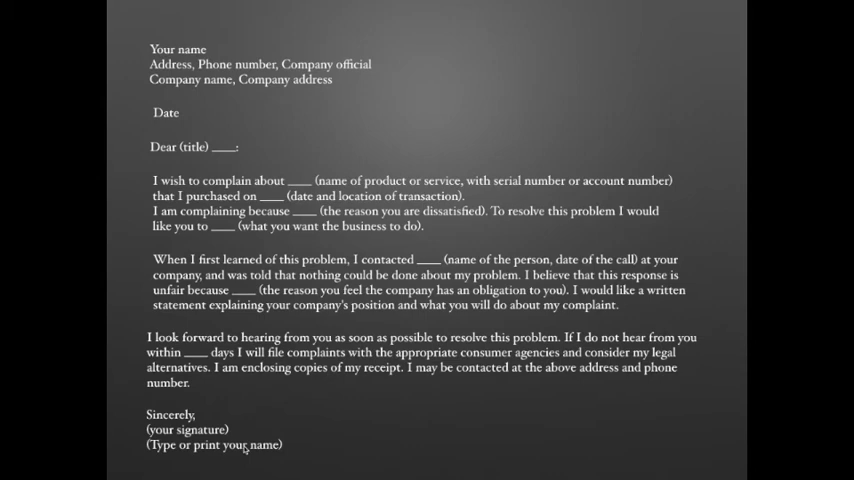 Your name
Address, Phone number, Company official
Company name, Company address
Date
Dear (title) ____:
I wish to complain about ____ (name of product or service, with serial number or account number)
that I purchased on ____ (date and location of transaction).
I am complaining because ____ (the reason you are dissatisfied). To resolve this problem I would
like you to ____ (what you want the business to do).
When I first learned of this problem, I contacted ____ (name of the person, date of the call) at your
company, and was told that nothing could be done about my problem. I believe that this response is
unfair because ____ (the reason you feel the company has an obligation to you). I would like a written
statement explaining your company's position and what you will do about my complaint.
I look forward to hearing from you as soon as possible to resolve this problem. If I do not hear from you
within ____ days I will file complaints with the appropriate consumer agencies and consider my legal
alternatives. I am enclosing copies of my receipt. I may be contacted at the above address and phone
number.
Sincerely,
(your signature)
(Type or print your name)